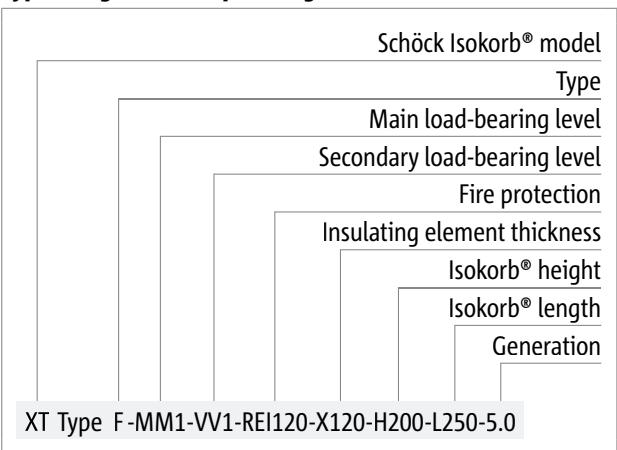 Schöck Isokorb® model
Type
Main load-bearing level
Secondary load-bearing level
Fire protection
Insulating element thickness
Isokorb® height
Isokorb® length
Generation
XT Type F -MM1-VV1-REI120-X120-H200-L250-5.0